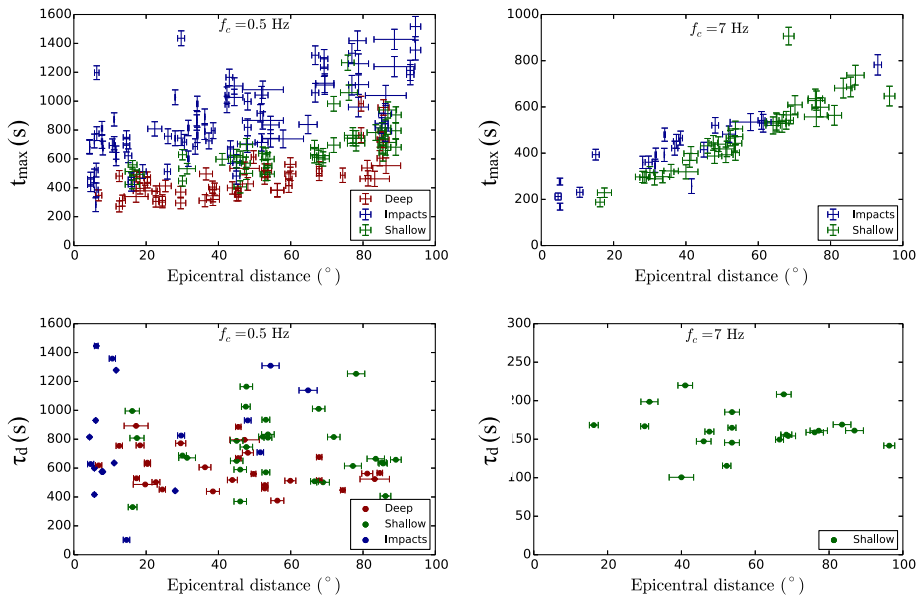 f_c = 0.5 Hz
1600
1400
1200
1000
800
600
400
200
0
t_max (s)
0 20 40 60 80 100
Epicentral distance (°)
Deep
Impacts
Shallow
f_c = 7 Hz
1000
800
600
400
200
0
t_max (s)
0 20 40 60 80 100
Epicentral distance (°)
Impacts
Shallow
f_c = 0.5 Hz
1600
1400
1200
1000
800
600
400
200
0
τ_d (s)
0 20 40 60 80 100
Epicentral distance (°)
Deep
Shallow
Impacts
f_c = 7 Hz
300
250
200
150
100
50
0
τ_d (s)
0 20 40 60 80 100
Epicentral distance (°)
Shallow